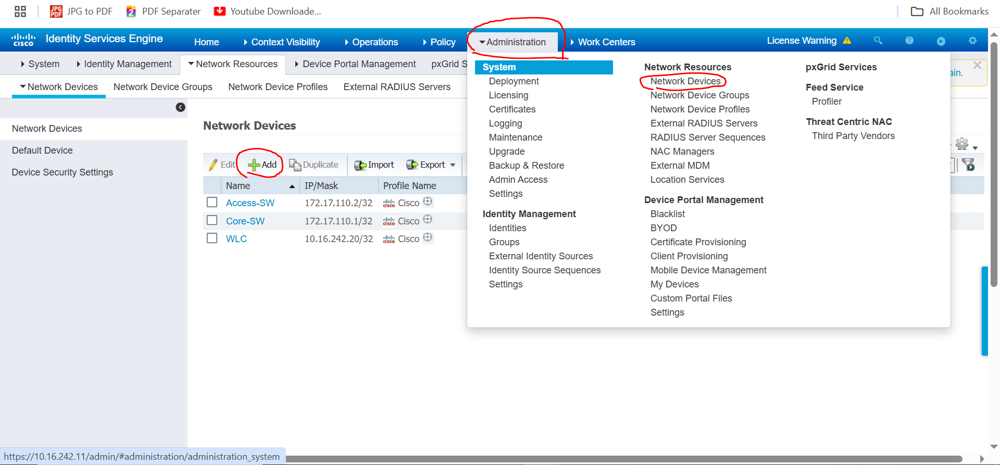 JPG to PDF PDF Separater Youtube Downloade... All Bookmarks
cisco Identity Services Engine Home Context Visibility Operations Policy Administration Work Centers License Warning
System Identity Management Network Resources Device Portal Management pxGrid S
ain.
Network Devices Network Device Groups Network Device Profiles External RADIUS Servers
Network Devices
Default Device
Device Security Settings
Network Devices
Edit Add Duplicate Import Export
Name IP/Mask Profile Name
Access-SW 172.17.110.2/32 cisco Cisco
Core-SW 172.17.110.1/32 cisco Cisco
WLC 10.16.242.20/32 cisco Cisco
System
Deployment
Licensing
Certificates
Logging
Maintenance
Upgrade
Backup & Restore
Admin Access
Settings
Identity Management
Identities
Groups
External Identity Sources
Identity Source Sequences
Settings
Network Resources
Network Devices
Network Device Groups
Network Device Profiles
External RADIUS Servers
RADIUS Server Sequences
NAC Managers
External MDM
Location Services
Device Portal Management
Blacklist
BYOD
Certificate Provisioning
Client Provisioning
Mobile Device Management
My Devices
Custom Portal Files
Settings
pxGrid Services
Feed Service
Profiler
Threat Centric NAC
Third Party Vendors
https://10.16.242.11/admin/#administration/administration_system